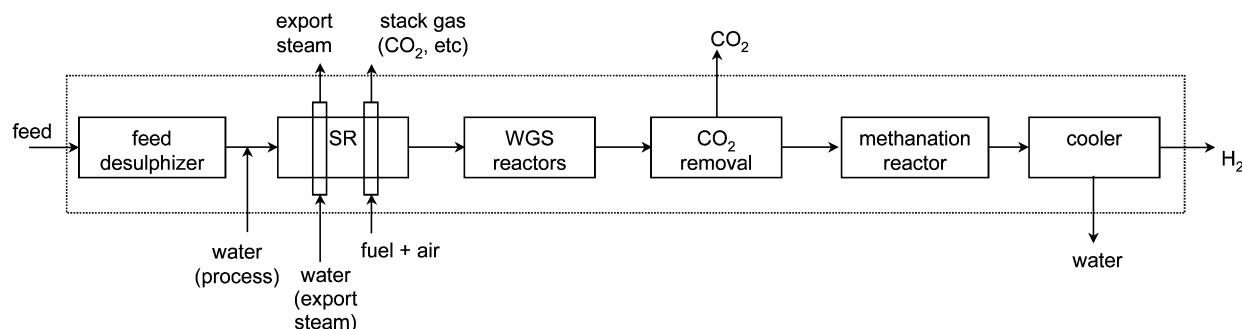 export
steam
stack gas
(CO₂, etc)
CO₂
feed
feed
desulphizer
SR
WGS
reactors
CO₂
removal
methanation
reactor
cooler
H₂
water
(process)
water
(export
steam)
fuel + air
water